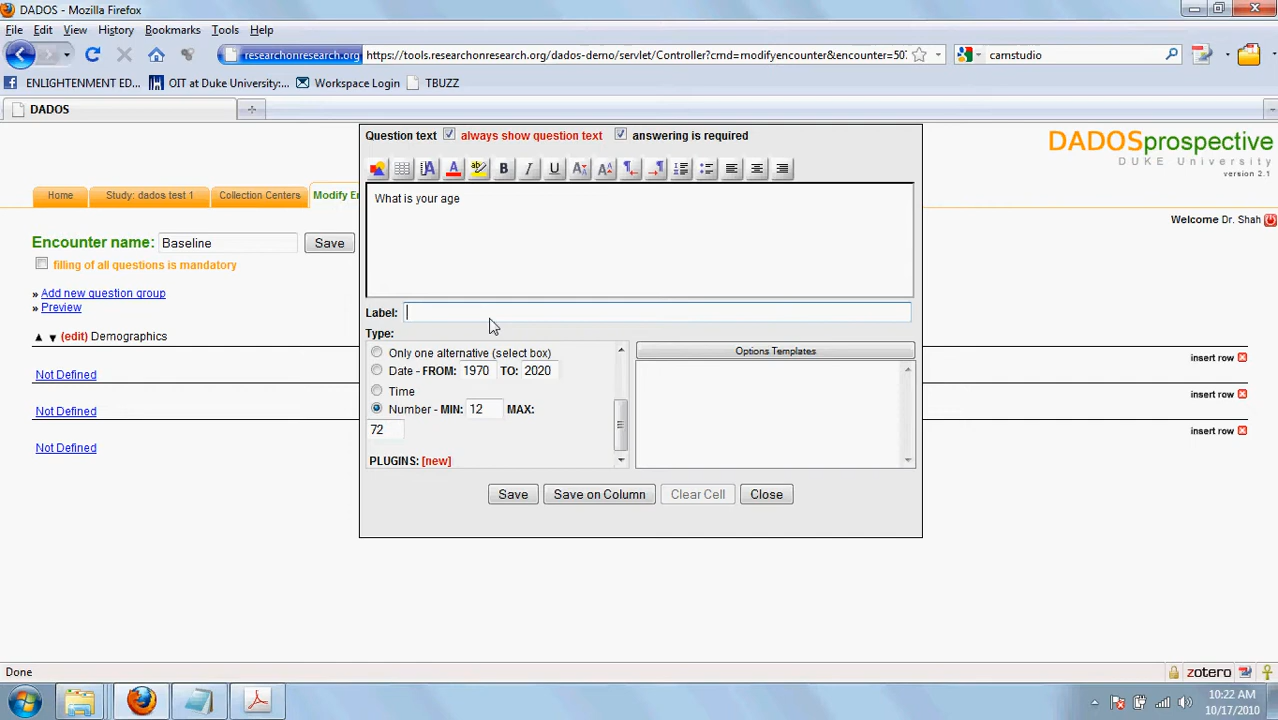 DADOS - Mozilla Firefox
File Edit View History Bookmarks Tools Help
researchonresearch.org https://tools.researchonresearch.org/dados-demo/servlet/Controller?cmd=modifyencounter&encounter=507 camstudio
ENLIGHTENMENT ED... OIT at Duke University:... Workspace Login TBUZZ
DADOS
Question text always show question text answering is required
DADOSprospective
DUKE UNIVERSITY
version 2.1
Home Study: dados test 1 Collection Centers Modify En
What is your age
Welcome Dr. Shah
Encounter name: Baseline Save
filling of all questions is mandatory
» Add new question group
» Preview
Label:
Type:
(edit) Demographics
Only one alternative (select box)
Options Templates
insert row
Not Defined
Date - FROM: 1970 TO: 2020
Time
insert row
Not Defined
Number - MIN: 12 MAX:
72
insert row
Not Defined
PLUGINS: [new]
Save Save on Column Clear Cell Close
Done
zotero
10:22 AM
10/17/2010